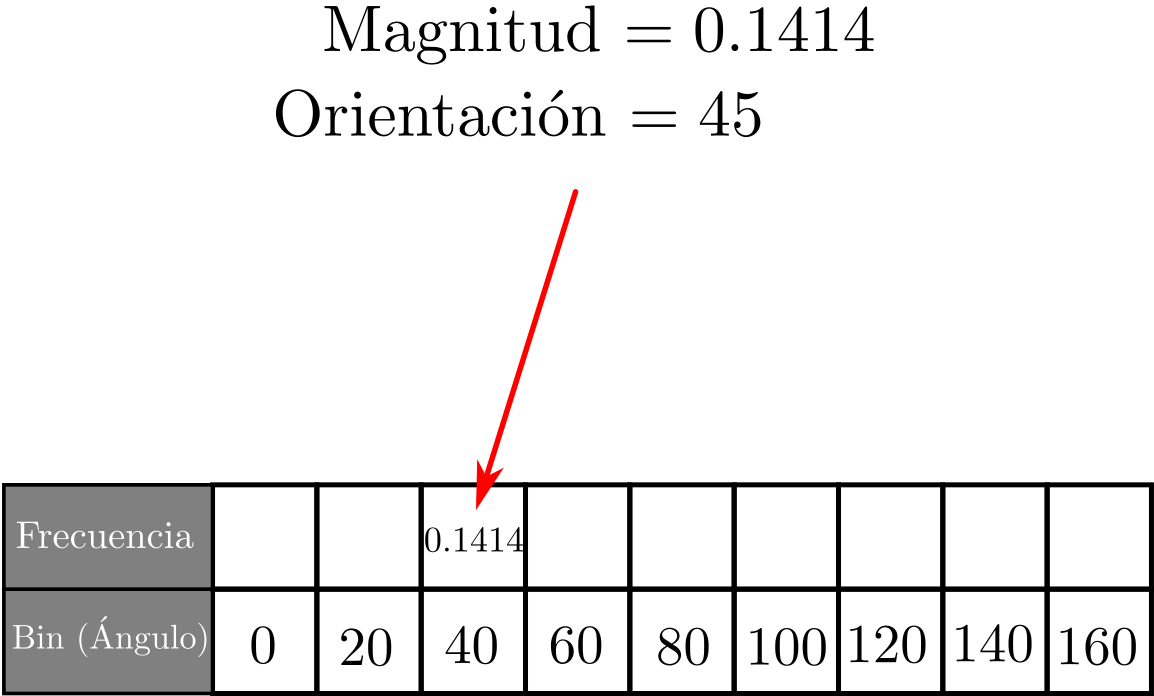 Magnitud = 0.1414
Orientación = 45
Frecuencia 0.1414
Bin (Ángulo) 0 20 40 60 80 100 120 140 160